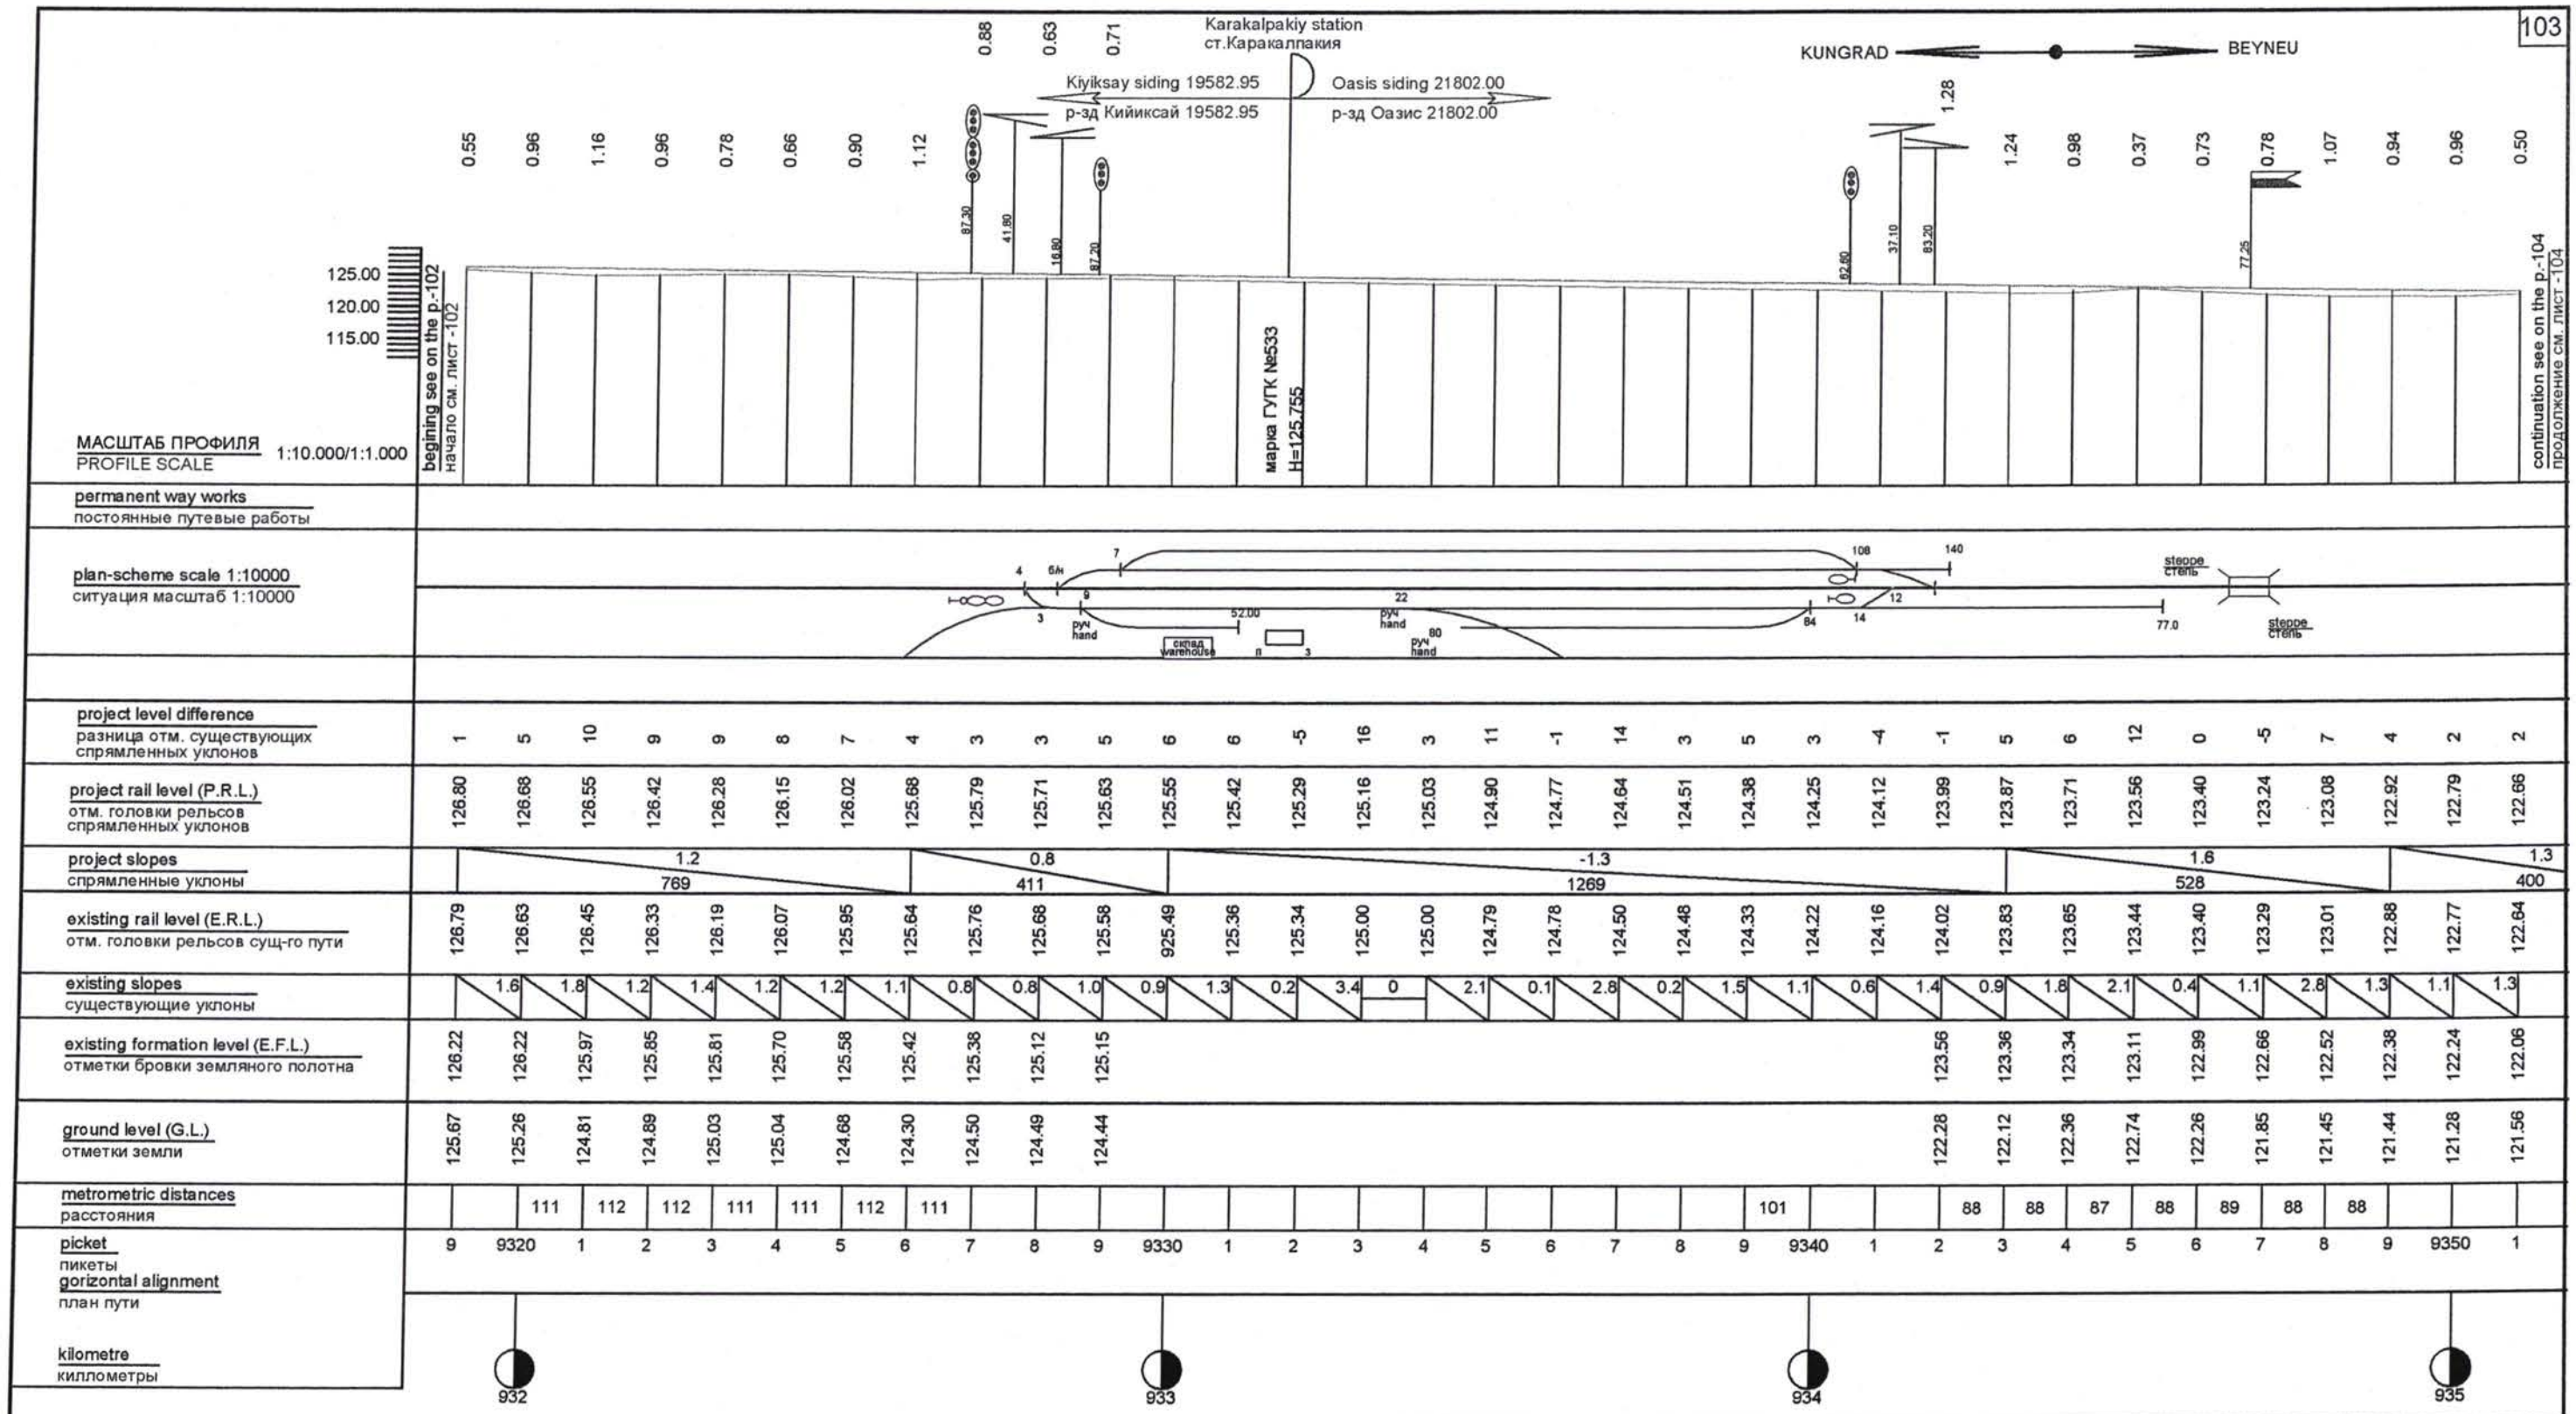 103
Karakalpakiy station
ст.Каракалпакия
KUNGRAD
BEYNEU
Kiyiksay siding 19582.95
р-зд Кийиксай 19582.95
Oasis siding 21802.00
р-зд Оазис 21802.00
0.55 0.96 1.16 0.96 0.78 0.66 0.90 1.12 0.88 0.63 0.71 1.28 1.24 0.98 0.37 0.73 0.78 1.07 0.94 0.96 0.50
87.30 41.80 16.80 87.20 62.60 37.10 83.20 77.25
125.00
120.00
115.00
begining see on the p.-102
начало см. лист -102
марка ГУГК №533
H=125.755
continuation see on the p.-104
продолжение см. лист -104
МАСШТАБ ПРОФИЛЯ
PROFILE SCALE
1:10.000/1:1.000
permanent way works
постоянные путевые работы
plan-scheme scale 1:10000
ситуация масштаб 1:10000
7 108 140
4 б/н
steppe
степь
9 22 12
3 52.00 84 14 77.0
руч
hand
руч
hand
80
руч
hand
склад
warehouse
п 3
steppe
степь
project level difference
разница отм. существующих
спрямленных уклонов
1 5 10 9 9 8 7 4 3 3 5 6 6 -5 16 3 11 -1 14 3 5 3 -4 -1 5 6 12 0 -5 7 4 2 2
project rail level (P.R.L.)
отм. головки рельсов
спрямленных уклонов
126.80 126.68 126.55 126.42 126.28 126.15 126.02 125.68 125.79 125.71 125.63 125.55 125.42 125.29 125.16 125.03 124.90 124.77 124.64 124.51 124.38 124.25 124.12 123.99 123.87 123.71 123.56 123.40 123.24 123.08 122.92 122.79 122.66
project slopes
спрямленные уклоны
1.2 0.8 -1.3 1.6 1.3
769 411 1269 528 400
existing rail level (E.R.L.)
отм. головки рельсов сущ-го пути
126.79 126.63 126.45 126.33 126.19 126.07 125.95 125.64 125.76 125.68 125.58 925.49 125.36 125.34 125.00 125.00 124.79 124.78 124.50 124.48 124.33 124.22 124.16 124.02 123.83 123.65 123.44 123.40 123.29 123.01 122.88 122.77 122.64
existing slopes
существующие уклоны
1.6 1.8 1.2 1.4 1.2 1.2 1.1 0.8 0.8 1.0 0.9 1.3 0.2 3.4 0 2.1 0.1 2.8 0.2 1.5 1.1 0.6 1.4 0.9 1.8 2.1 0.4 1.1 2.8 1.3 1.1 1.3
existing formation level (E.F.L.)
отметки бровки земляного полотна
126.22 126.22 125.97 125.85 125.81 125.70 125.58 125.42 125.38 125.12 125.15 123.56 123.36 123.34 123.11 122.99 122.66 122.52 122.38 122.24 122.06
ground level (G.L.)
отметки земли
125.67 125.26 124.81 124.89 125.03 125.04 124.68 124.30 124.50 124.49 124.44 122.28 122.12 122.36 122.74 122.26 121.85 121.45 121.44 121.28 121.56
metrometric distances
расстояния
111 112 112 111 111 112 111 101 88 88 87 88 89 88 88
picket
пикеты
9 9320 1 2 3 4 5 6 7 8 9 9330 1 2 3 4 5 6 7 8 9 9340 1 2 3 4 5 6 7 8 9 9350 1
gorizontal alignment
план пути
kilometre
километры
932 933 934 935